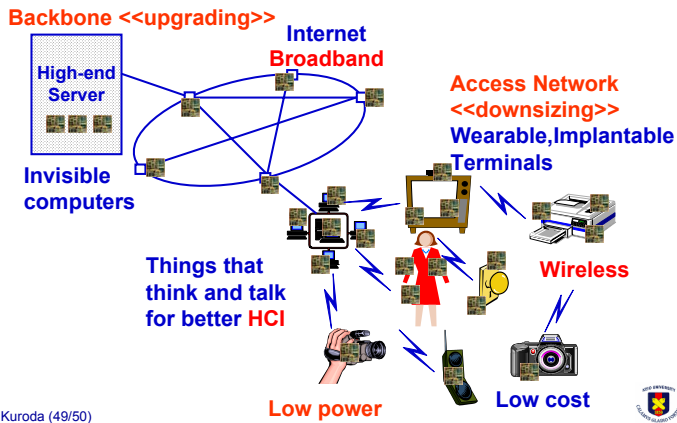 Backbone <<upgrading>>
Internet
Broadband
High-end
Server
Access Network
<<downsizing>>
Wearable,Implantable
Terminals
Invisible
computers
Things that
think and talk
for better HCI
Wireless
Low power
Low cost
Kuroda (49/50)